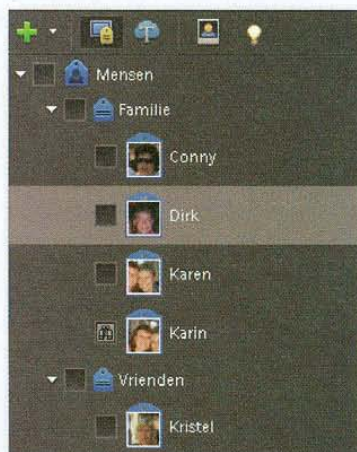 Mensen
Familie
Conny
Dirk
Karen
Karin
Vrienden
Kristel